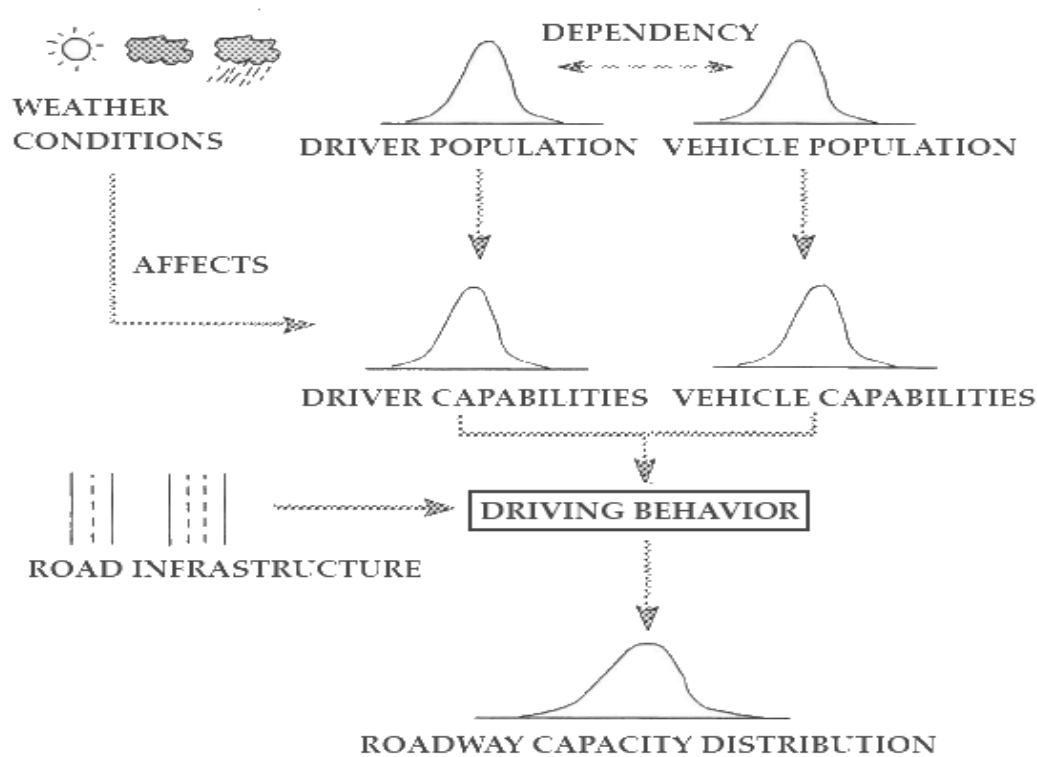 DEPENDENCY
WEATHER
CONDITIONS
DRIVER POPULATION
VEHICLE POPULATION
AFFECTS
DRIVER CAPABILITIES
VEHICLE CAPABILITIES
DRIVING BEHAVIOR
ROAD INFRASTRUCTURE
ROADWAY CAPACITY DISTRIBUTION